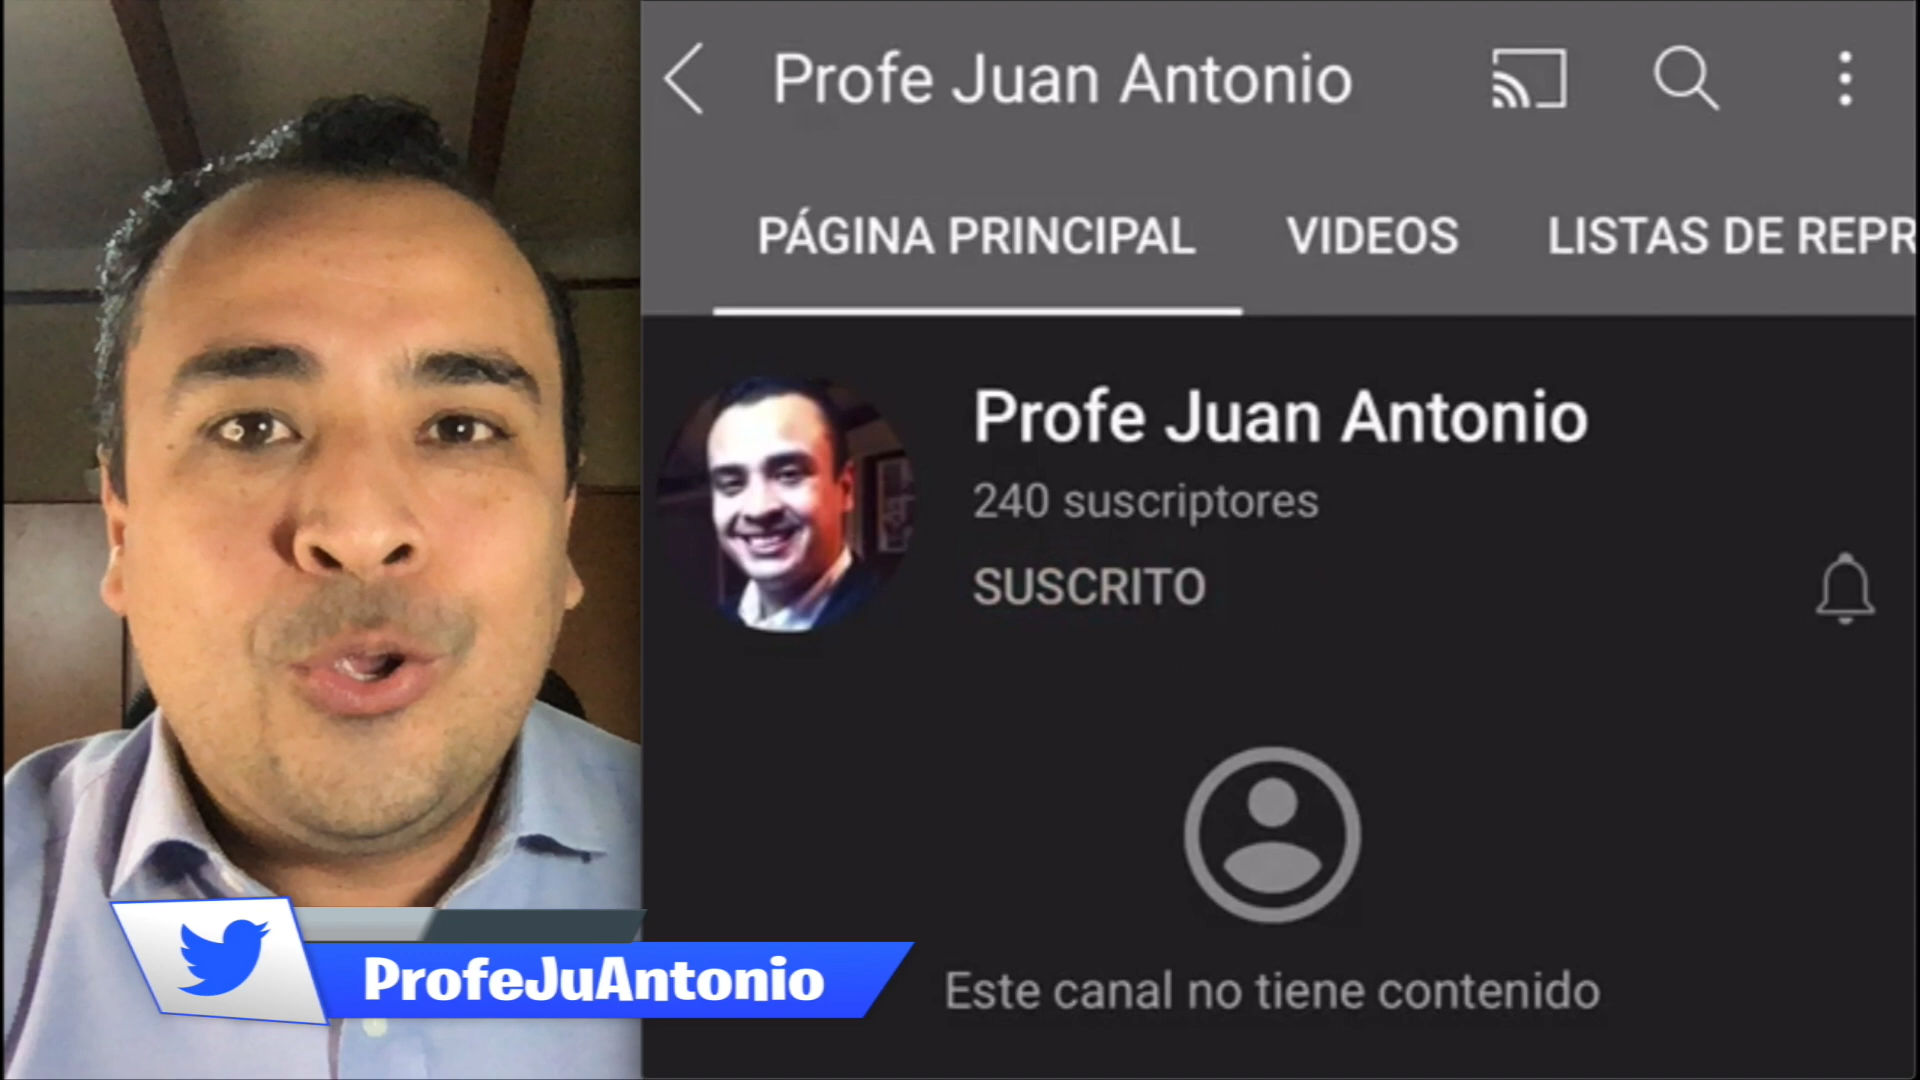 Profe Juan Antonio
PÁGINA PRINCIPAL VIDEOS LISTAS DE REPR
Profe Juan Antonio
240 suscriptores
SUSCRITO
Este canal no tiene contenido
ProfeJuAntonio